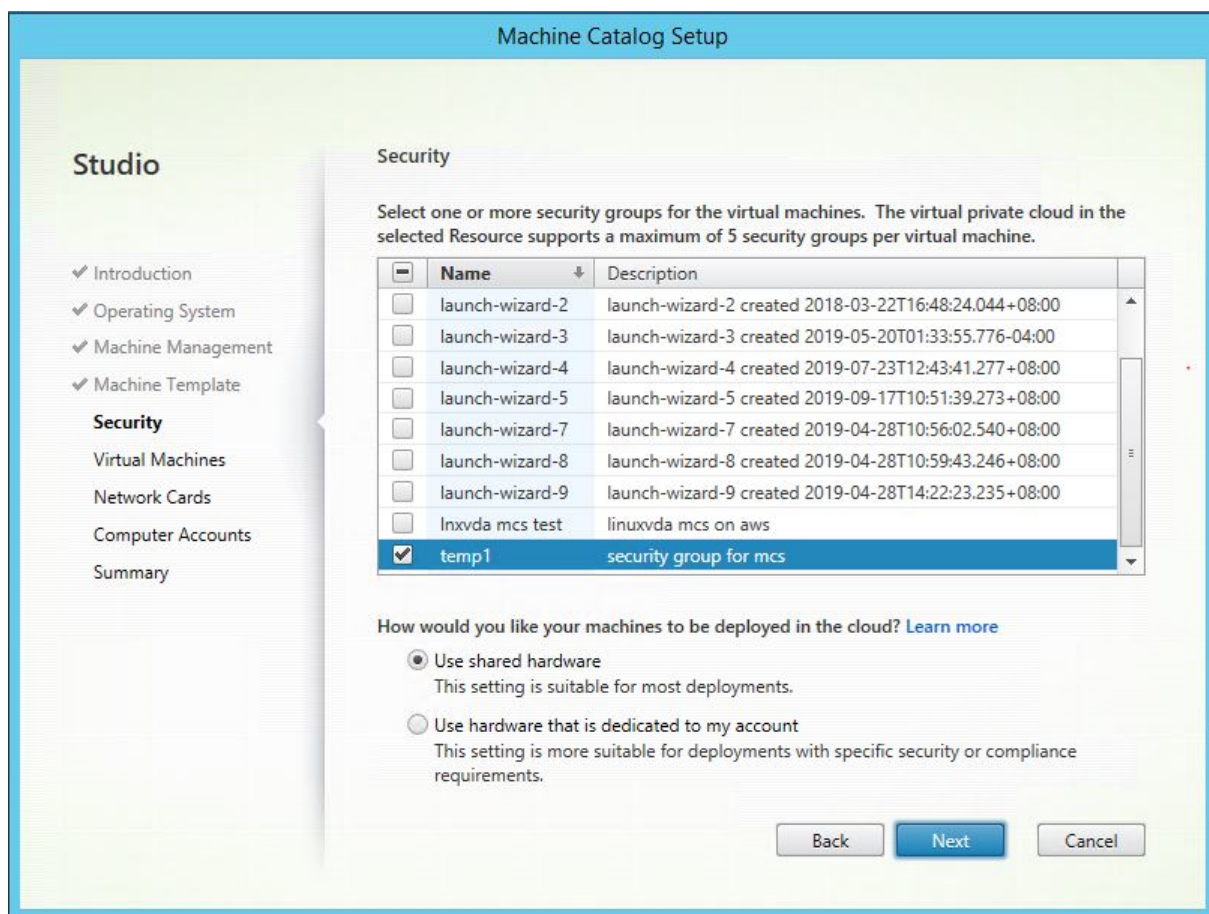 Machine Catalog Setup
Studio
✔ Introduction
✔ Operating System
✔ Machine Management
✔ Machine Template
Security
Virtual Machines
Network Cards
Computer Accounts
Summary
Security
Select one or more security groups for the virtual machines.  The virtual private cloud in the
selected Resource supports a maximum of 5 security groups per virtual machine.
Name Description
launch-wizard-2 launch-wizard-2 created 2018-03-22T16:48:24.044+08:00
launch-wizard-3 launch-wizard-3 created 2019-05-20T01:33:55.776-04:00
launch-wizard-4 launch-wizard-4 created 2019-07-23T12:43:41.277+08:00
launch-wizard-5 launch-wizard-5 created 2019-09-17T10:51:39.273+08:00
launch-wizard-7 launch-wizard-7 created 2019-04-28T10:56:02.540+08:00
launch-wizard-8 launch-wizard-8 created 2019-04-28T10:59:43.246+08:00
launch-wizard-9 launch-wizard-9 created 2019-04-28T14:22:23.235+08:00
lnxvda mcs test linuxvda mcs on aws
temp1 security group for mcs
How would you like your machines to be deployed in the cloud? Learn more
Use shared hardware
This setting is suitable for most deployments.
Use hardware that is dedicated to my account
This setting is more suitable for deployments with specific security or compliance
requirements.
Back Next Cancel